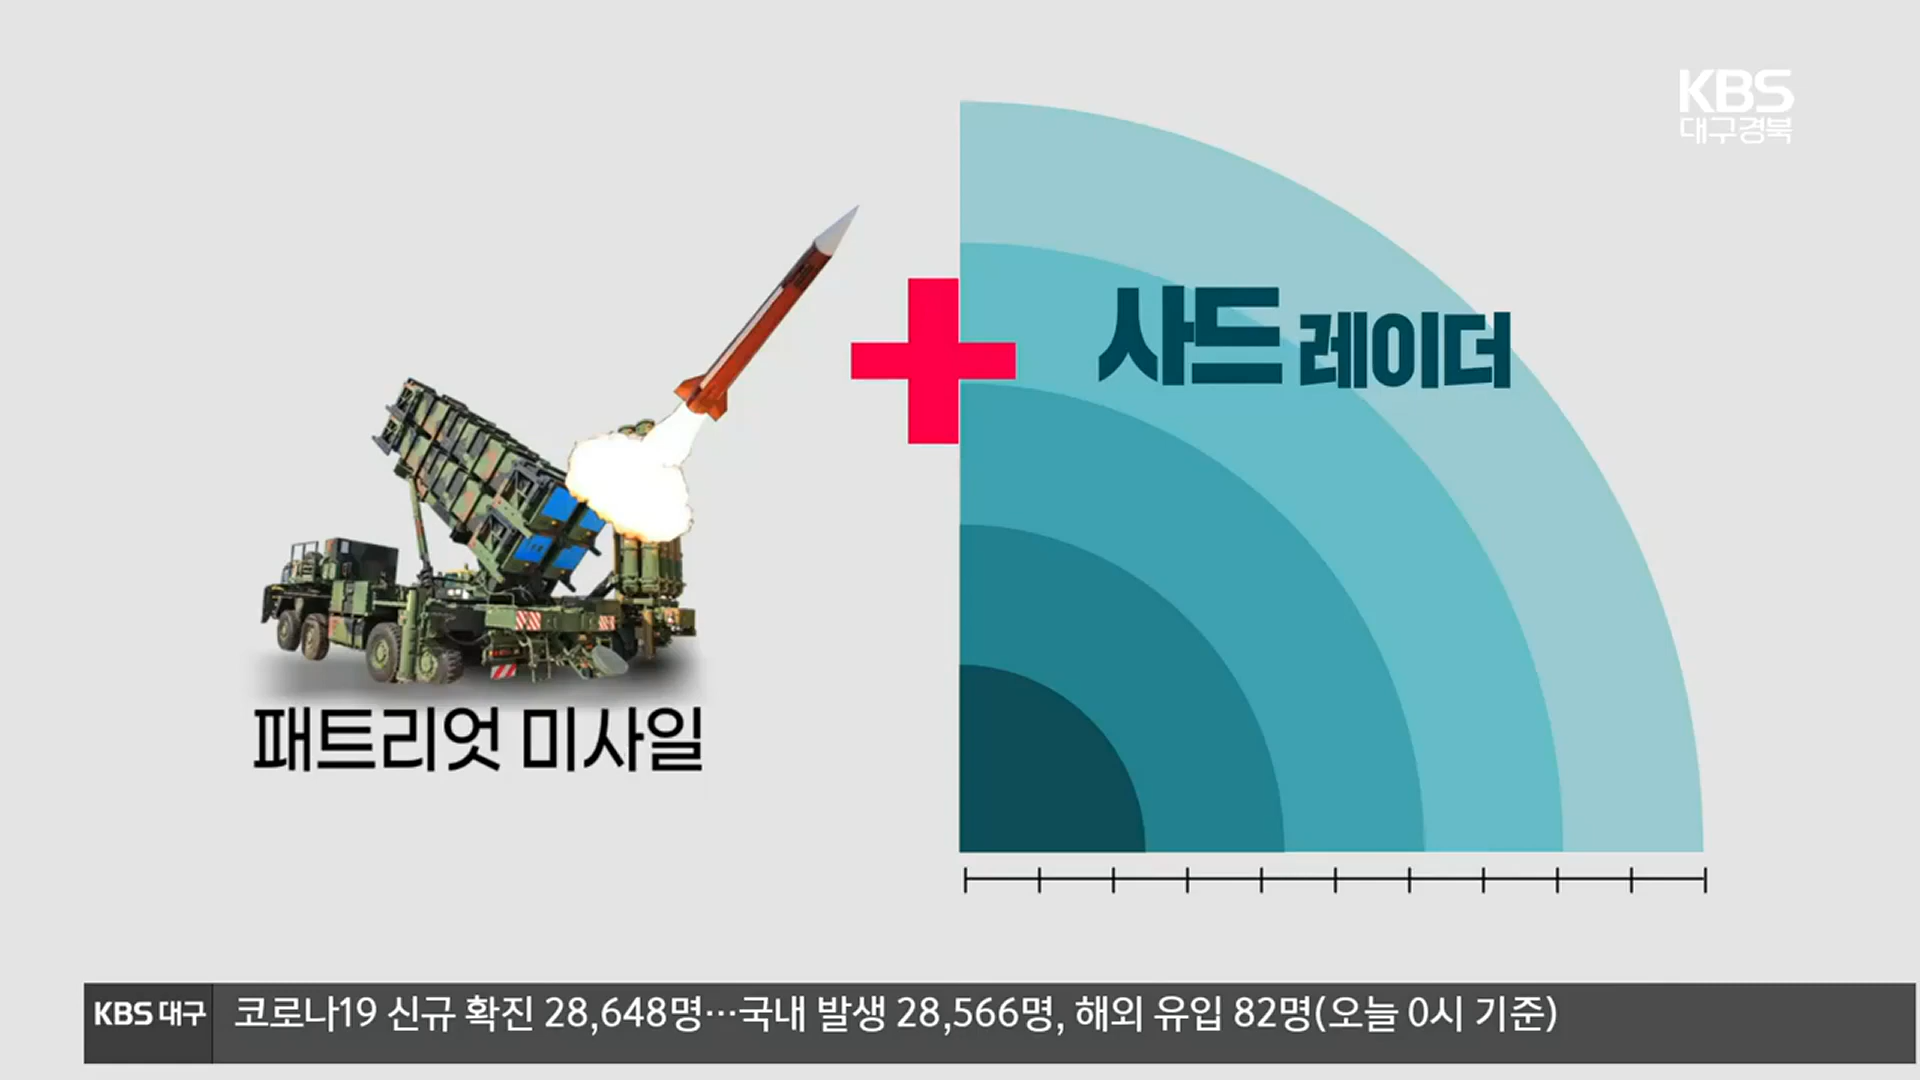 KBS
대구경북
사드 레이더
패트리엇 미사일
KBS 대구 코로나19 신규 확진 28,648명…국내 발생 28,566명, 해외 유입 82명(오늘 0시 기준)